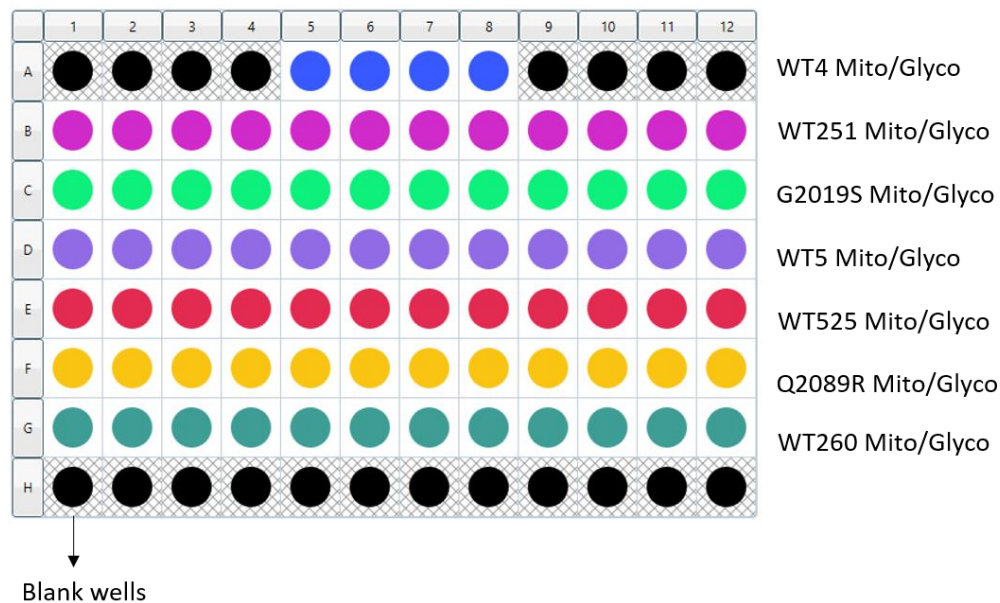 1 2 3 4 5 6 7 8 9 10 11 12
A WT4 Mito/Glyco
B WT251 Mito/Glyco
C G2019S Mito/Glyco
D WT5 Mito/Glyco
E WT525 Mito/Glyco
F Q2089R Mito/Glyco
G WT260 Mito/Glyco
H
Blank wells